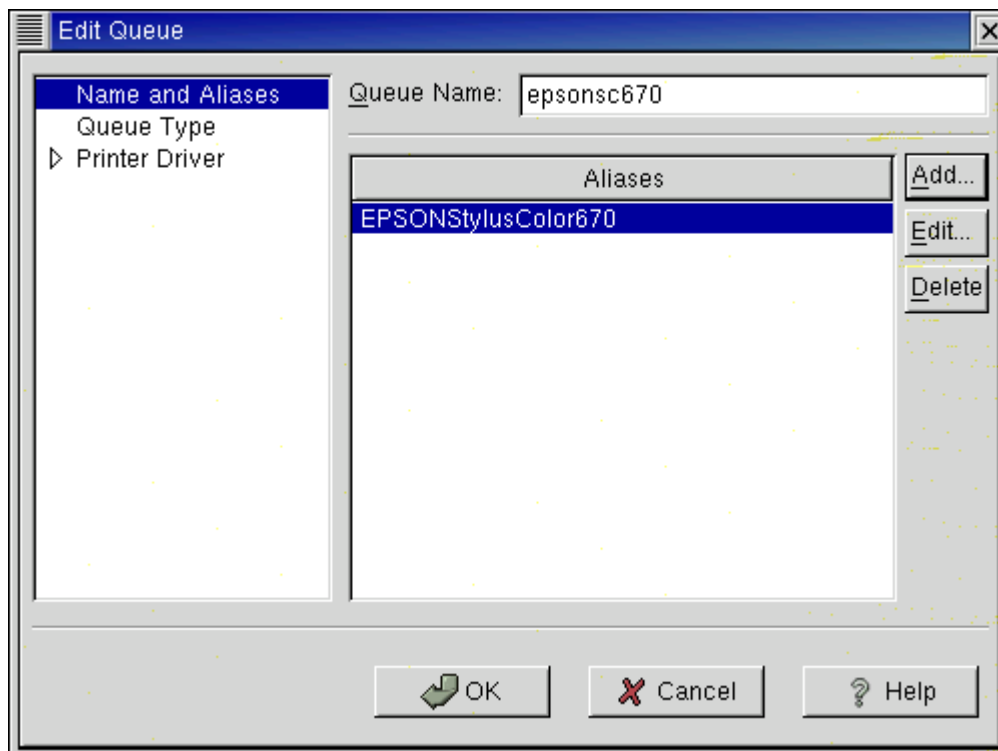 Edit Queue
Name and Aliases
Queue Type
Printer Driver
Queue Name: epsonsc670
Aliases
EPSONStylusColor670
Add...
Edit...
Delete
OK
Cancel
Help